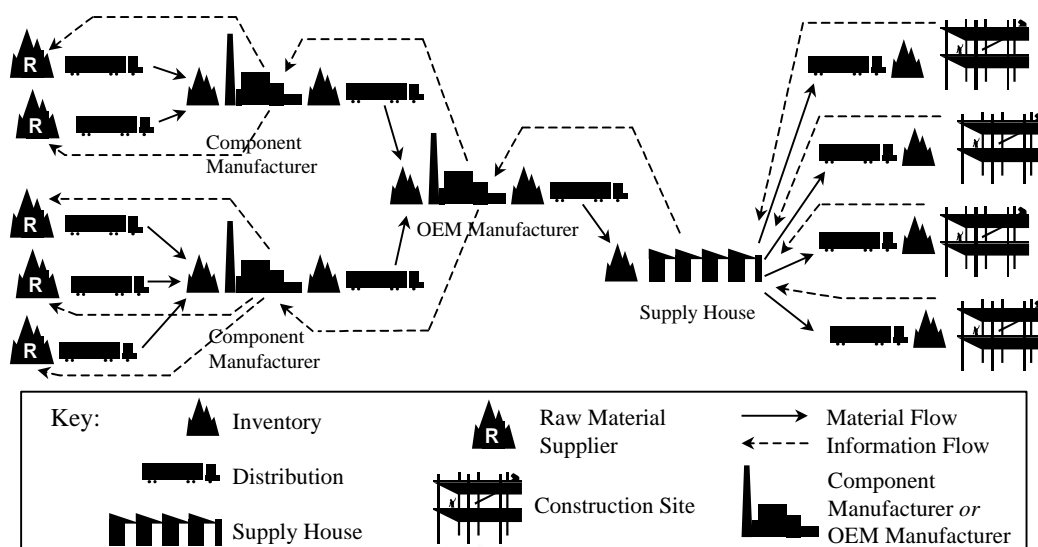 R
R
Component
Manufacturer
R
R
R
Component
Manufacturer
OEM Manufacturer
Supply House
Key:
Inventory
Distribution
Supply House
R
Raw Material
Supplier
Construction Site
Material Flow
Information Flow
Component
Manufacturer or
OEM Manufacturer